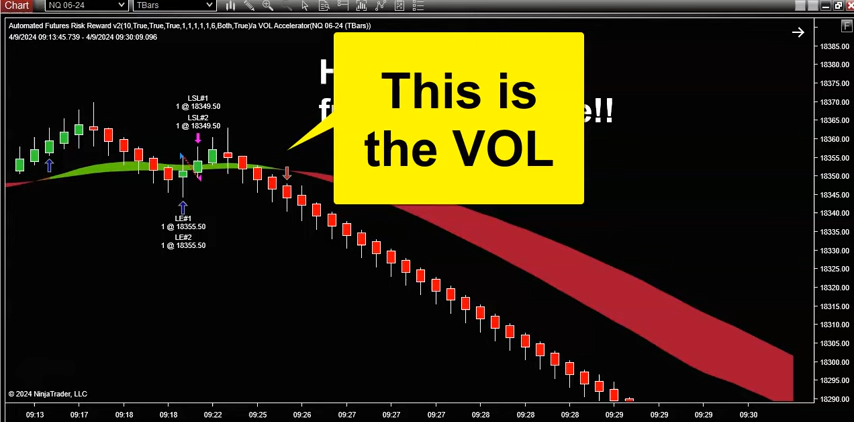 Chart
NQ 06-24
TBars
Automated Futures Risk Reward v2(10,True,True,True,1,1,1,1,1,6,Both,True)/a VOL Accelerator(NQ 06-24 (TBars))
4/9/2024 09:13:45.739 - 4/9/2024 09:30:09.096
F
This is
the VOL
e!!
LSL#1
1 @ 18349.50
LSL#2
1 @ 18349.50
LE#1
1 @ 18355.50
LE#2
1 @ 18355.50
18385.00
18380.00
18375.00
18370.00
18365.00
18360.00
18355.00
18350.00
18345.00
18340.00
18335.00
18330.00
18325.00
18320.00
18315.00
18310.00
18305.00
18300.00
18295.00
18290.00
© 2024 NinjaTrader, LLC
09:13 09:17 09:18 09:18 09:22 09:25 09:26 09:27 09:27 09:27 09:28 09:28 09:28 09:29 09:29 09:30